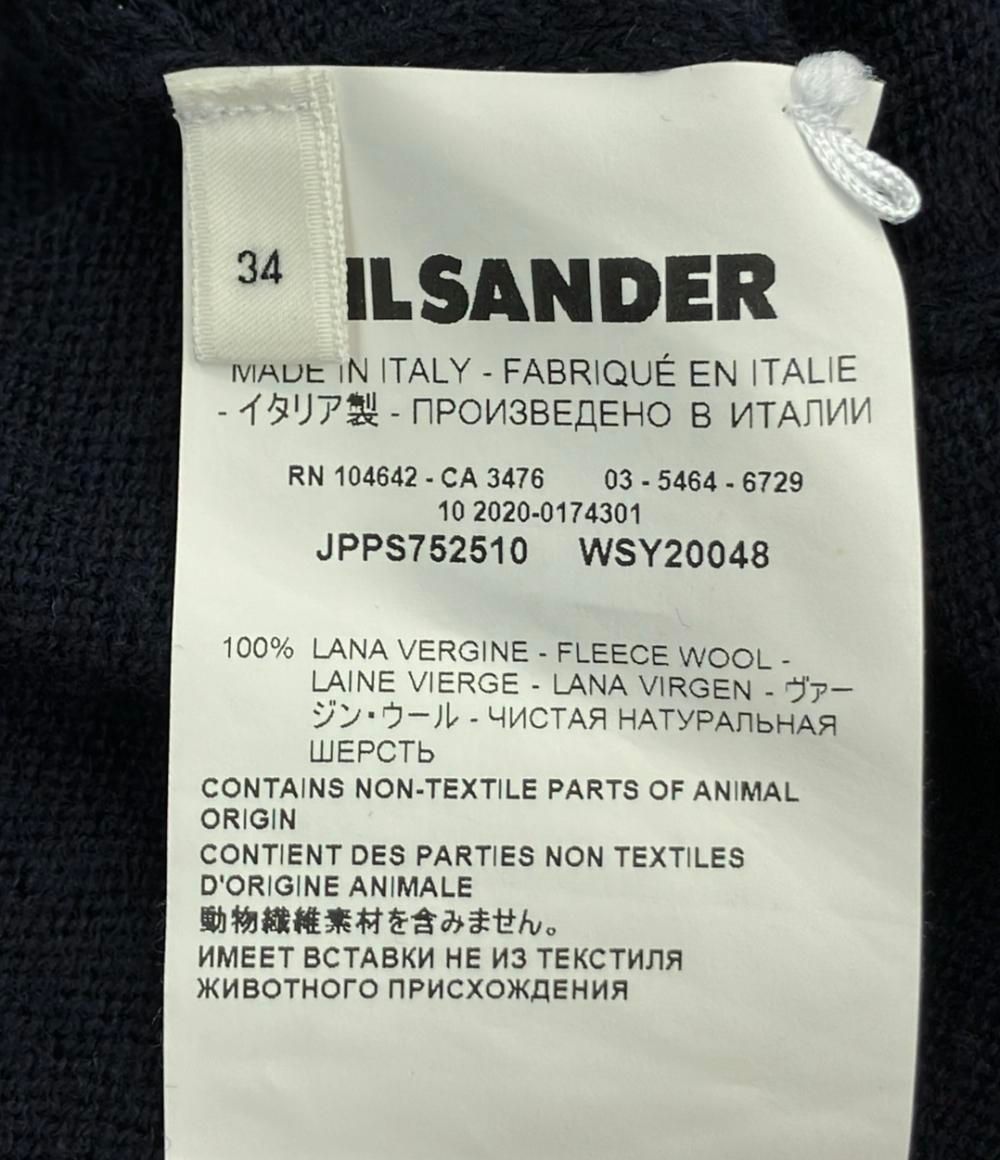 34
ILSANDER
MADE IN ITALY - FABRIQUÉ EN ITALIE
- イタリア製 - ПРОИЗВЕДЕНО В ИТАЛИИ
RN 104642 - CA 3476 03 - 5464 - 6729
10 2020-0174301
JPPS752510 WSY20048
100% LANA VERGINE - FLEECE WOOL -
LAINE VIERGE - LANA VIRGEN - ヴァー
ジン・ウール - ЧИСТАЯ НАТУРАЛЬНАЯ
ШЕРСТЬ
CONTAINS NON-TEXTILE PARTS OF ANIMAL
ORIGIN
CONTIENT DES PARTIES NON TEXTILES
D'ORIGINE ANIMALE
動物繊維素材を含みません。
ИМЕЕТ ВСТАВКИ НЕ ИЗ ТЕКСТИЛЯ
ЖИВОТНОГО ПРИСХОЖДЕНИЯ